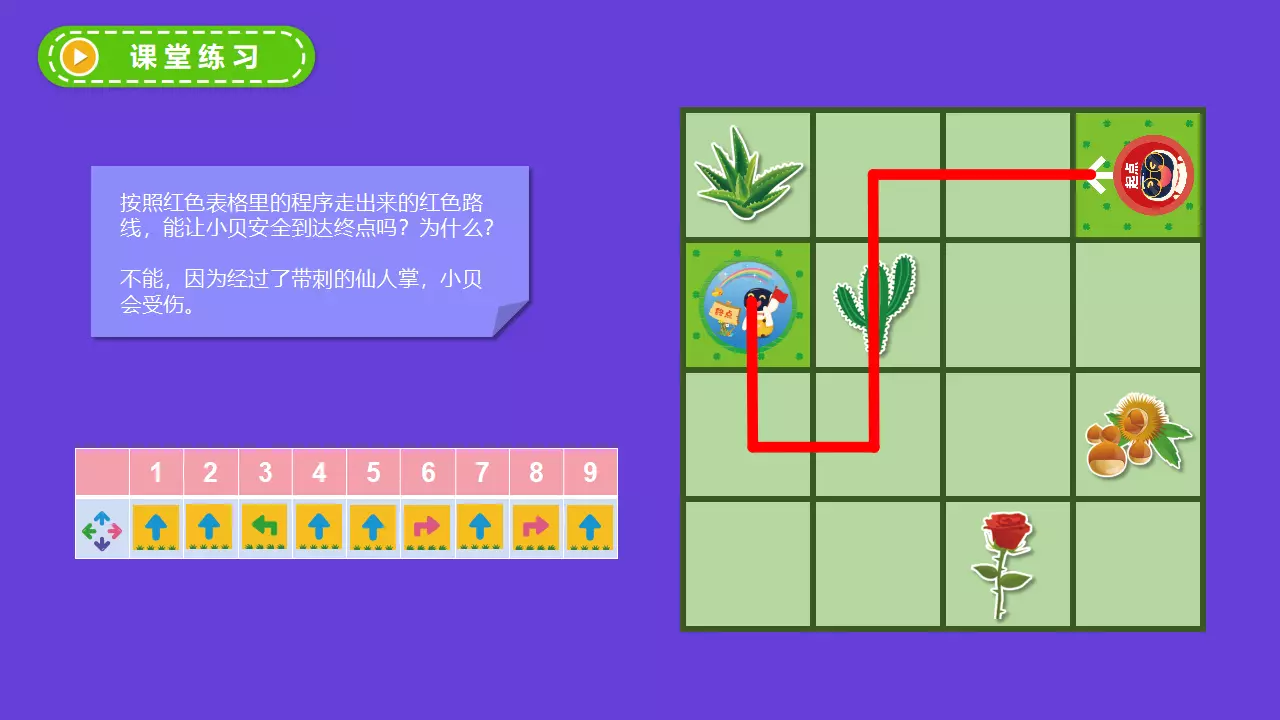 课堂练习
按照红色表格里的程序走出来的红色路
线，能让小贝安全到达终点吗？为什么？
不能，因为经过了带刺的仙人掌，小贝
会受伤。
1 2 3 4 5 6 7 8 9
起点
终点